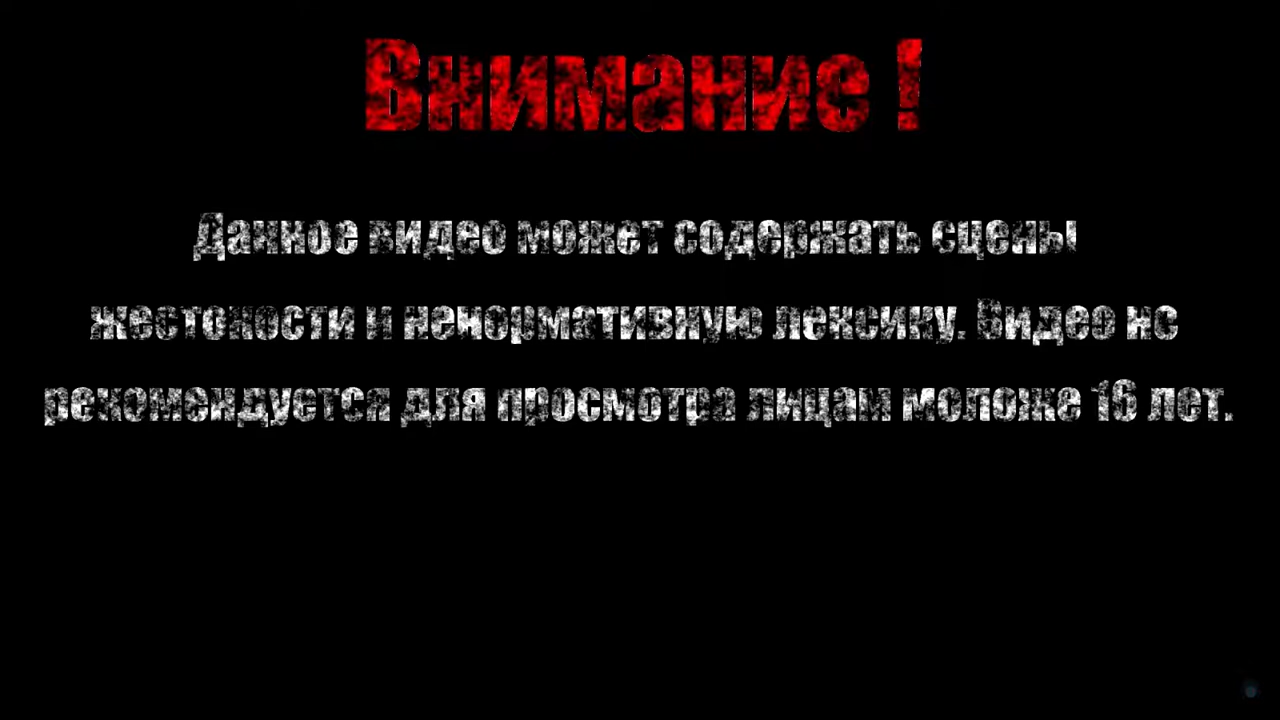 Внимание !
Данное видео может содержать сцены
жестокости и ненормативную лексику. Видео не
рекомендуется для просмотра лицам моложе 16 лет.